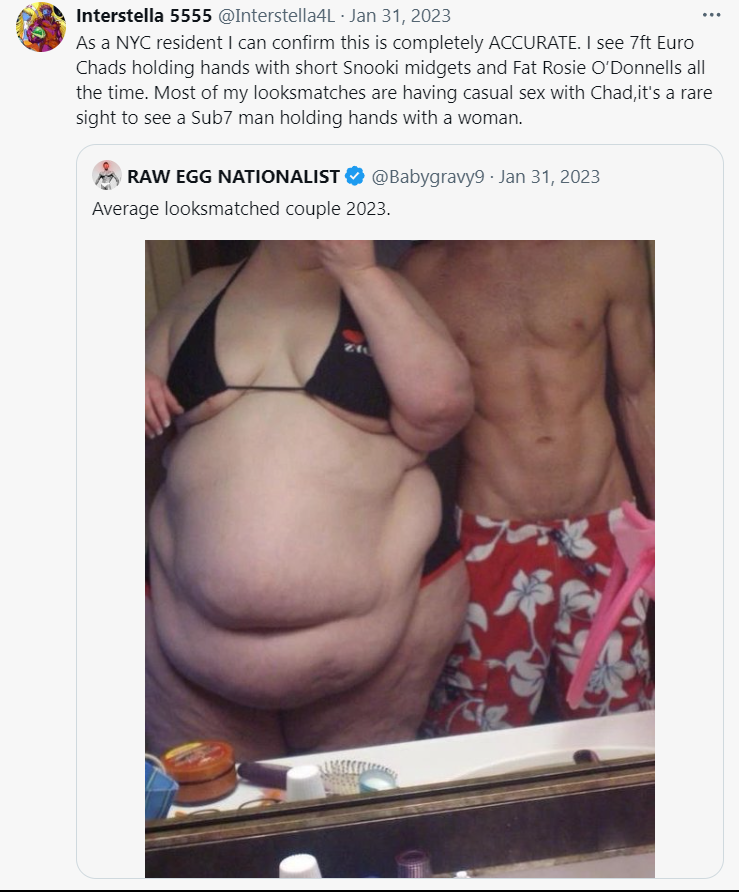 Interstella 5555 @Interstella4L · Jan 31, 2023
As a NYC resident I can confirm this is completely ACCURATE. I see 7ft Euro
Chads holding hands with short Snooki midgets and Fat Rosie O’Donnells all
the time. Most of my looksmatches are having casual sex with Chad,it's a rare
sight to see a Sub7 man holding hands with a woman.
RAW EGG NATIONALIST @Babygravy9 · Jan 31, 2023
Average looksmatched couple 2023.